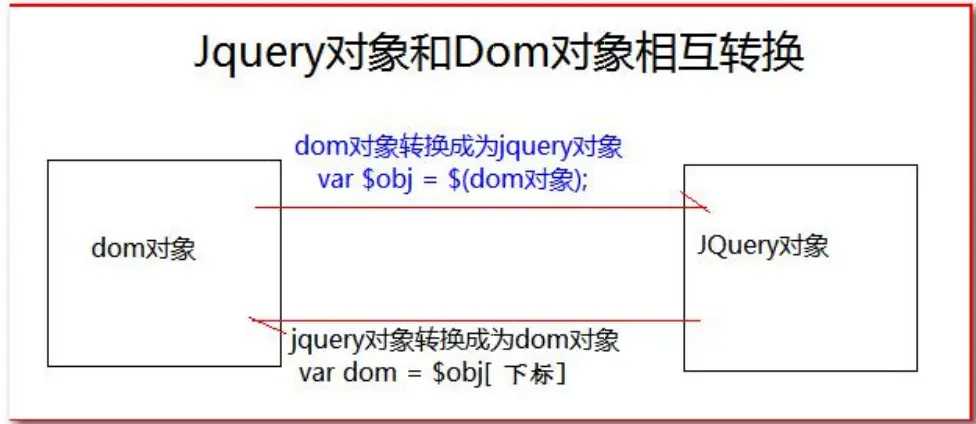 Jquery对象和Dom对象相互转换
dom对象转换成为jquery对象
var $obj = $(dom对象);
dom对象
JQuery对象
jquery对象转换成为dom对象
var dom = $obj[ 下标]